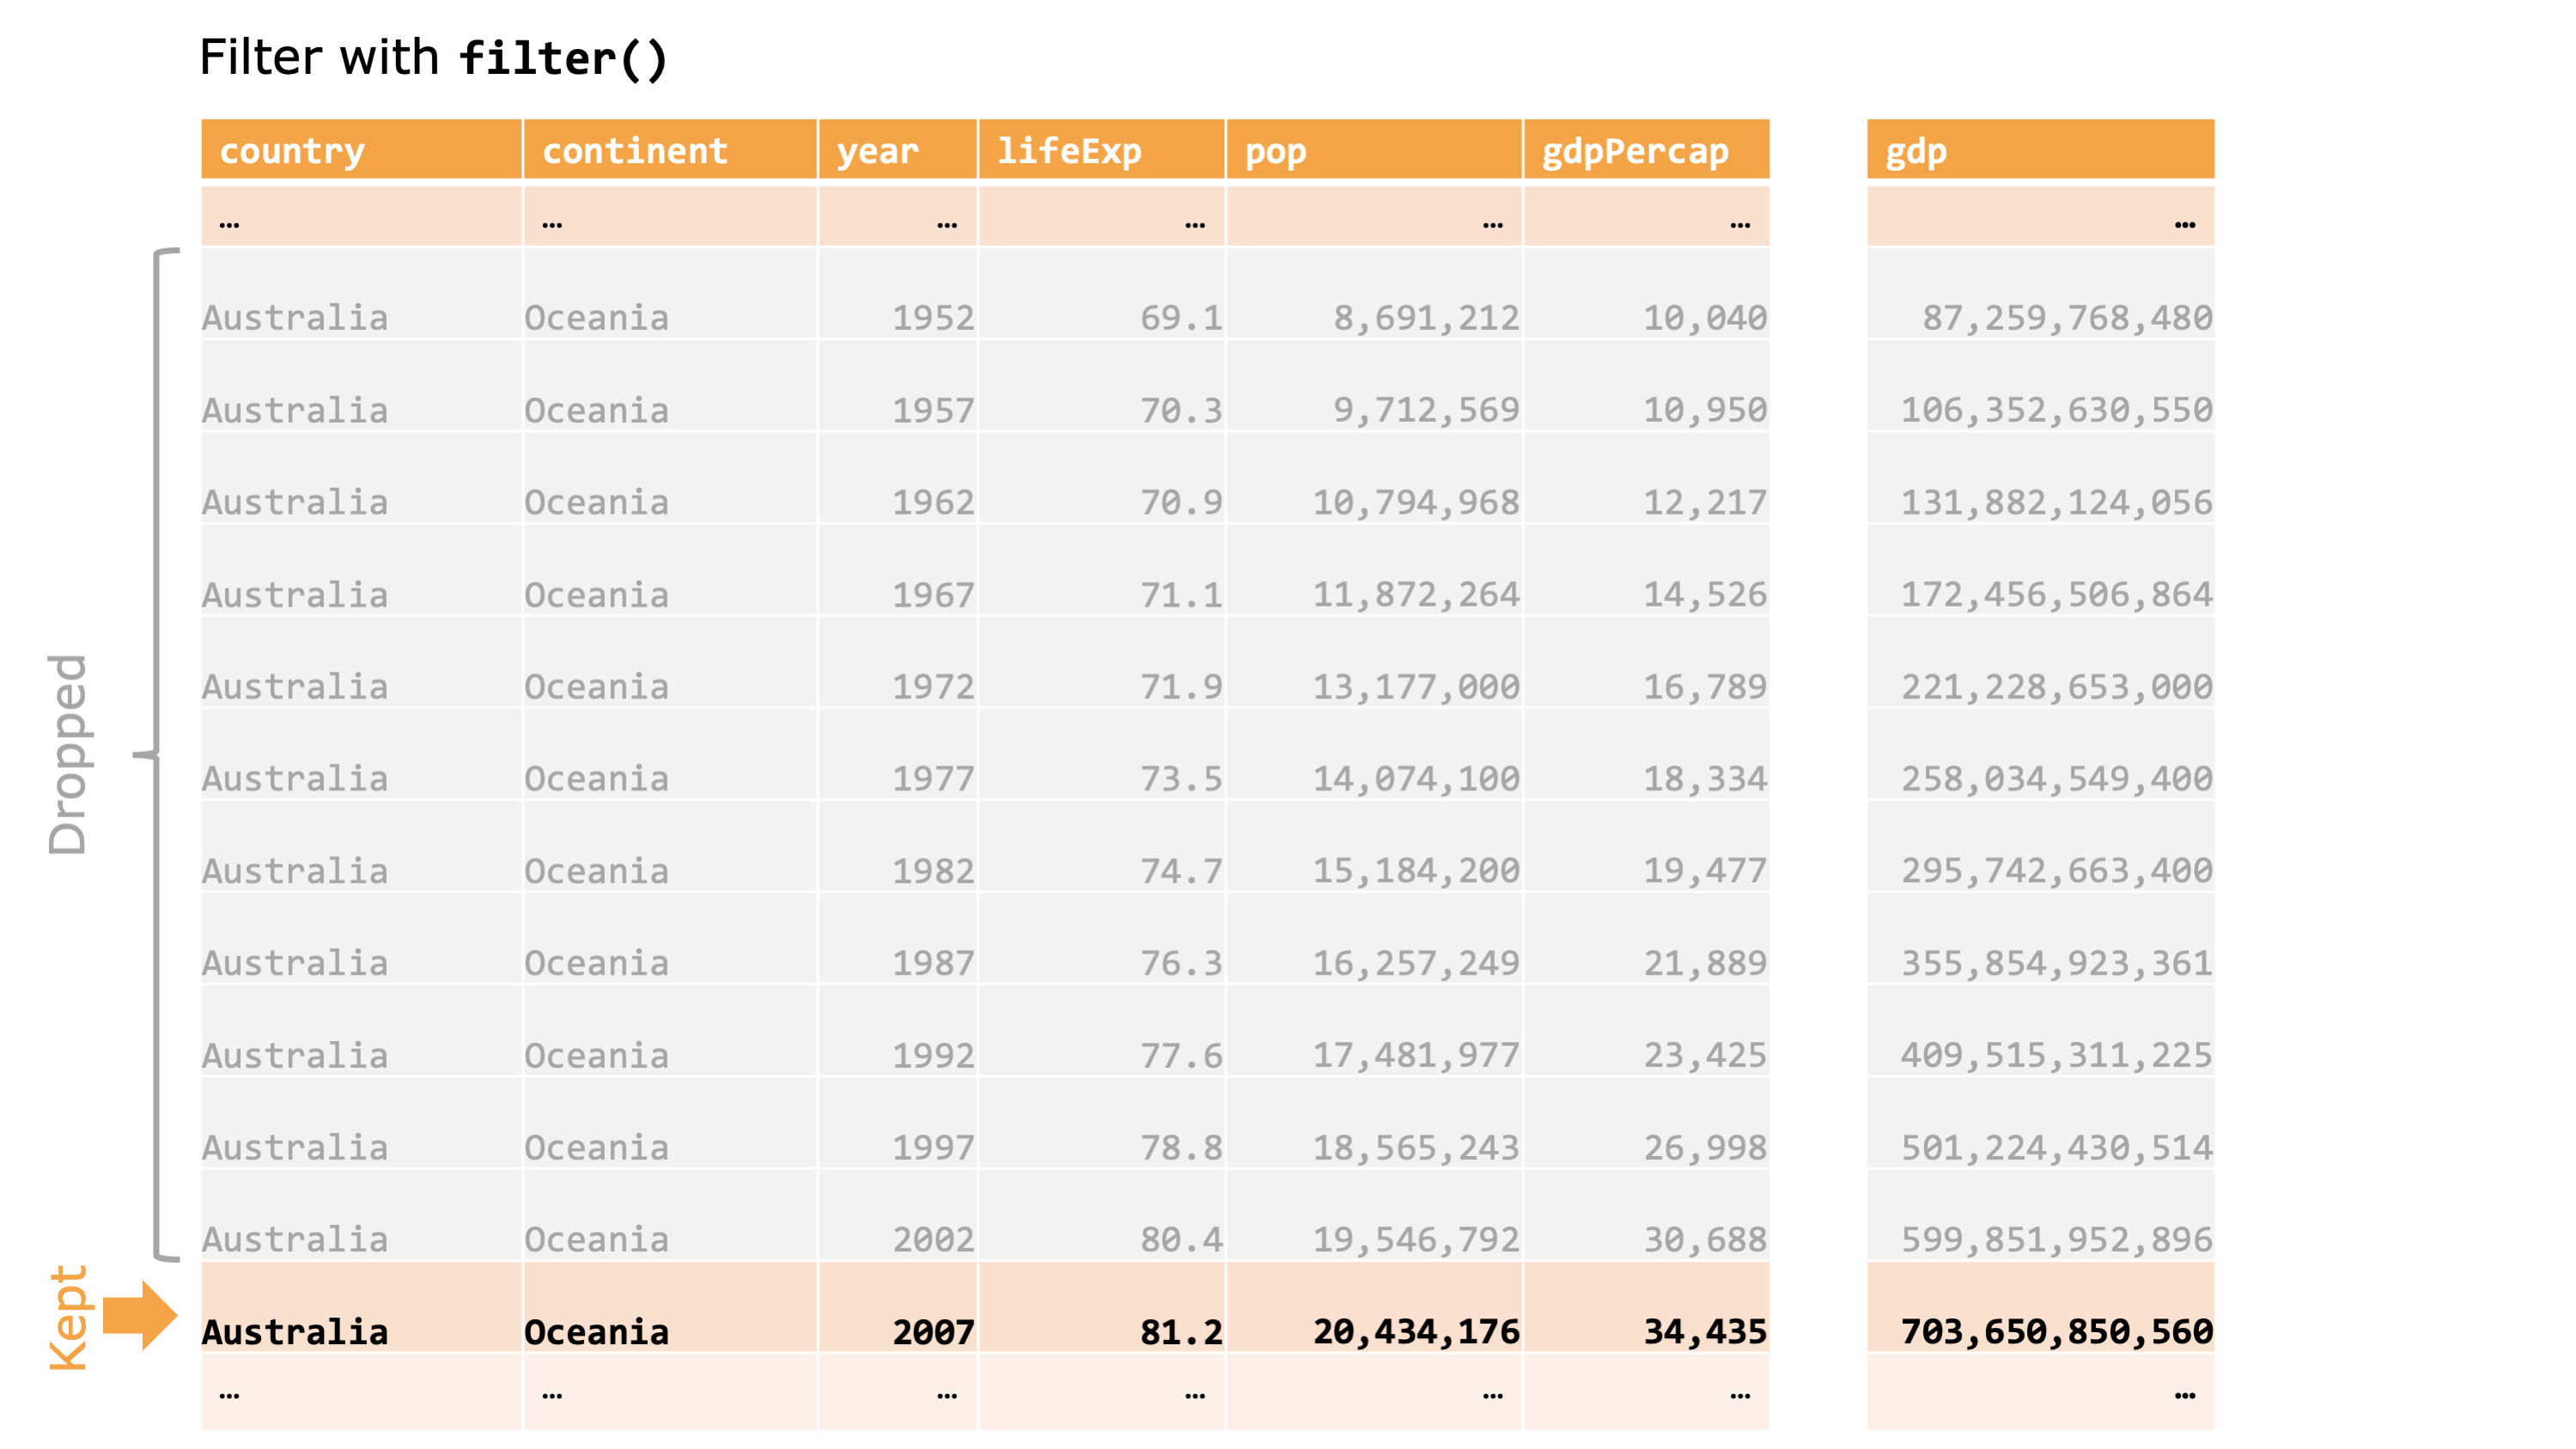 Filter with filter()
country continent year lifeExp pop gdpPercap gdp
… … … … … … …
Australia Oceania 1952 69.1 8,691,212 10,040 87,259,768,480
Australia Oceania 1957 70.3 9,712,569 10,950 106,352,630,550
Australia Oceania 1962 70.9 10,794,968 12,217 131,882,124,056
Australia Oceania 1967 71.1 11,872,264 14,526 172,456,506,864
Australia Oceania 1972 71.9 13,177,000 16,789 221,228,653,000
Australia Oceania 1977 73.5 14,074,100 18,334 258,034,549,400
Australia Oceania 1982 74.7 15,184,200 19,477 295,742,663,400
Australia Oceania 1987 76.3 16,257,249 21,889 355,854,923,361
Australia Oceania 1992 77.6 17,481,977 23,425 409,515,311,225
Australia Oceania 1997 78.8 18,565,243 26,998 501,224,430,514
Australia Oceania 2002 80.4 19,546,792 30,688 599,851,952,896
Australia Oceania 2007 81.2 20,434,176 34,435 703,650,850,560
… … … … … … …
Dropped
Kept